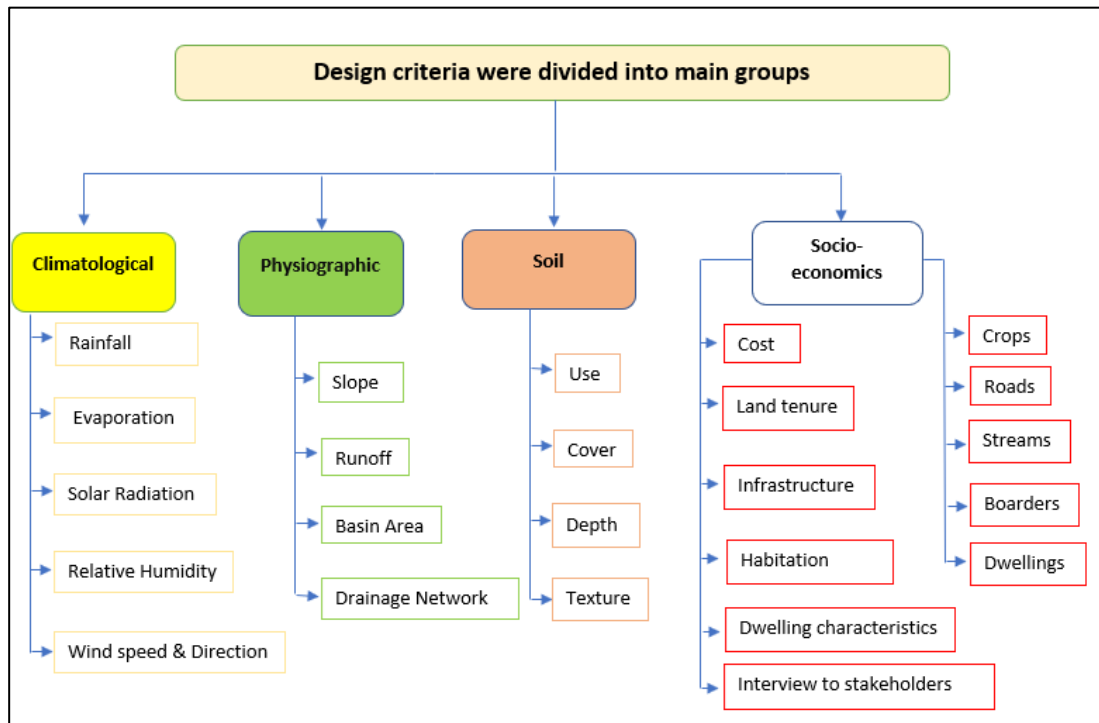 Design criteria were divided into main groups
Climatological
Rainfall
Evaporation
Solar Radiation
Relative Humidity
Wind speed & Direction
Physiographic
Slope
Runoff
Basin Area
Drainage Network
Soil
Use
Cover
Depth
Texture
Socio-
economics
Cost
Land tenure
Infrastructure
Habitation
Dwelling characteristics
Interview to stakeholders
Crops
Roads
Streams
Boarders
Dwellings